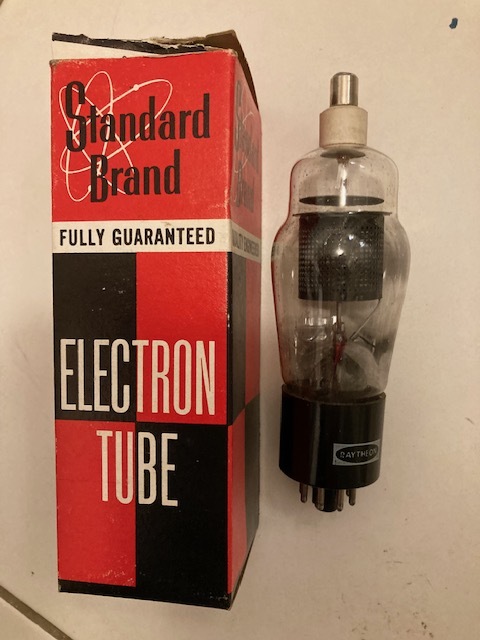 Standard
Brand
FULLY GUARANTEED
ELECTRON
TUBE
RAYTHEON